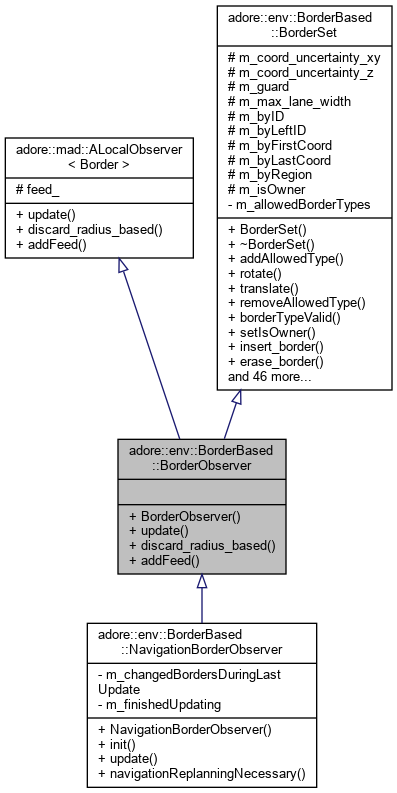 adore::env::BorderBased
::BorderSet
# m_coord_uncertainty_xy
# m_coord_uncertainty_z
# m_guard
# m_max_lane_width
# m_byID
# m_byLeftID
# m_byFirstCoord
# m_byLastCoord
# m_byRegion
# m_isOwner
- m_allowedBorderTypes
+ BorderSet()
+ ~BorderSet()
+ addAllowedType()
+ rotate()
+ translate()
+ removeAllowedType()
+ borderTypeValid()
+ setIsOwner()
+ insert_border()
+ erase_border()
and 46 more...
adore::mad::ALocalObserver
< Border >
# feed_
+ update()
+ discard_radius_based()
+ addFeed()
adore::env::BorderBased
::BorderObserver
+ BorderObserver()
+ update()
+ discard_radius_based()
+ addFeed()
adore::env::BorderBased
::NavigationBorderObserver
- m_changedBordersDuringLast
Update
- m_finishedUpdating
+ NavigationBorderObserver()
+ init()
+ update()
+ navigationReplanningNecessary()